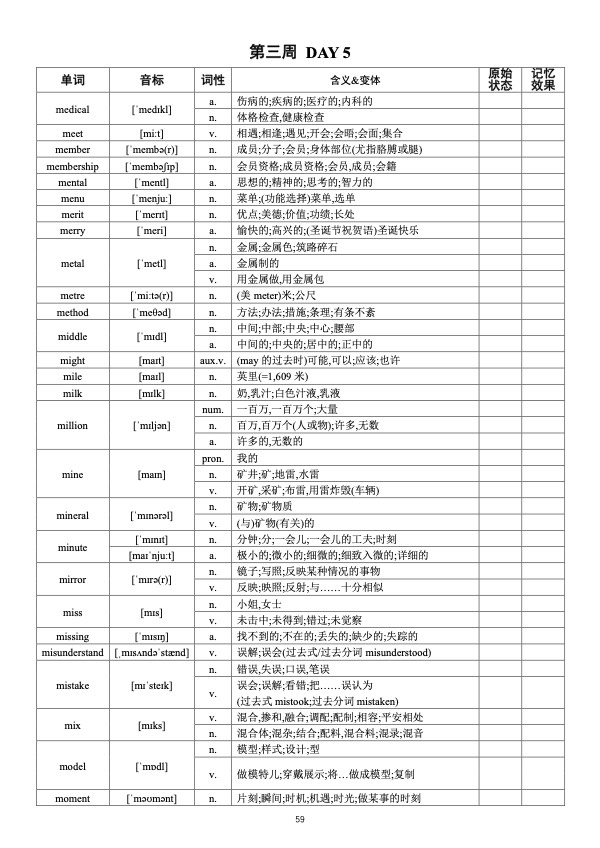 第三周 DAY 5
单词 音标 词性 含义&变体 原始状态 记忆效果
medical [ˈmedɪkl] a. 伤病的;疾病的;医疗的;内科的
n. 体格检查,健康检查
meet [miːt] v. 相遇;相逢;遇见;开会;会晤;会面;集合
member [ˈmembə(r)] n. 成员;分子;会员;身体部位(尤指胳膊或腿)
membership [ˈmembəʃɪp] n. 会员资格;成员资格;会员,成员;会籍
mental [ˈmentl] a. 思想的;精神的;思考的;智力的
menu [ˈmenjuː] n. 菜单;(功能选择)菜单,选单
merit [ˈmerɪt] n. 优点;美德;价值;功绩;长处
merry [ˈmeri] a. 愉快的;高兴的;(圣诞节祝贺语)圣诞快乐
metal [ˈmetl] n. 金属;金属色;筑路碎石
a. 金属制的
v. 用金属做,用金属包
metre [ˈmiːtə(r)] n. (美 meter)米;公尺
method [ˈmeθəd] n. 方法;办法;措施;条理;有条不紊
middle [ˈmɪdl] n. 中间;中部;中央;中心;腰部
a. 中间的;中央的;居中的;正中的
might [maɪt] aux.v. (may 的过去时)可能,可以;应该;也许
mile [maɪl] n. 英里(=1,609 米)
milk [mɪlk] n. 奶,乳汁;白色汁液,乳液
million [ˈmɪljən] num. 一百万,一百万个;大量
n. 百万,百万个(人或物);许多,无数
a. 许多的,无数的
mine [maɪn] pron. 我的
n. 矿井;矿;地雷,水雷
v. 开矿,采矿;布雷,用雷炸毁(车辆)
mineral [ˈmɪnərəl] n. 矿物;矿物质
v. (与)矿物(有关)的
minute [ˈmɪnɪt] n. 分钟;分;一会儿;一会儿的工夫;时刻
[maɪˈnjuːt] a. 极小的;微小的;细微的;细致入微的;详细的
mirror [ˈmɪrə(r)] n. 镜子;写照;反映某种情况的事物
v. 反映;映照;反射;与……十分相似
miss [mɪs] n. 小姐,女士
v. 未击中;未得到;错过;未觉察
missing [ˈmɪsɪŋ] a. 找不到的;不在的;丢失的;缺少的;失踪的
misunderstand [ˌmɪsʌndəˈstænd] v. 误解;误会(过去式/过去分词 misunderstood)
mistake [mɪˈsteɪk] n. 错误,失误;口误,笔误
v. 误会;误解;看错;把……误认为
(过去式 mistook;过去分词 mistaken)
mix [mɪks] v. 混合,掺和,融合;调配;配制;相容;平安相处
n. 混合体;混杂;结合;配料,混合料;混录,混音
model [ˈmɒdl] n. 模型;样式;设计;型
v. 做模特儿;穿戴展示;将…做成模型;复制
moment [ˈməʊmənt] n. 片刻;瞬间;时机;机遇;时光;做某事的时刻
59